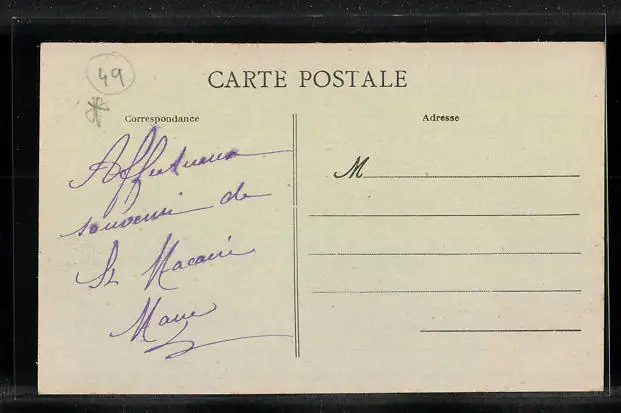 49
CARTE POSTALE
Correspondance
Adresse
Affectueux
souvenir de
St Macaire
M